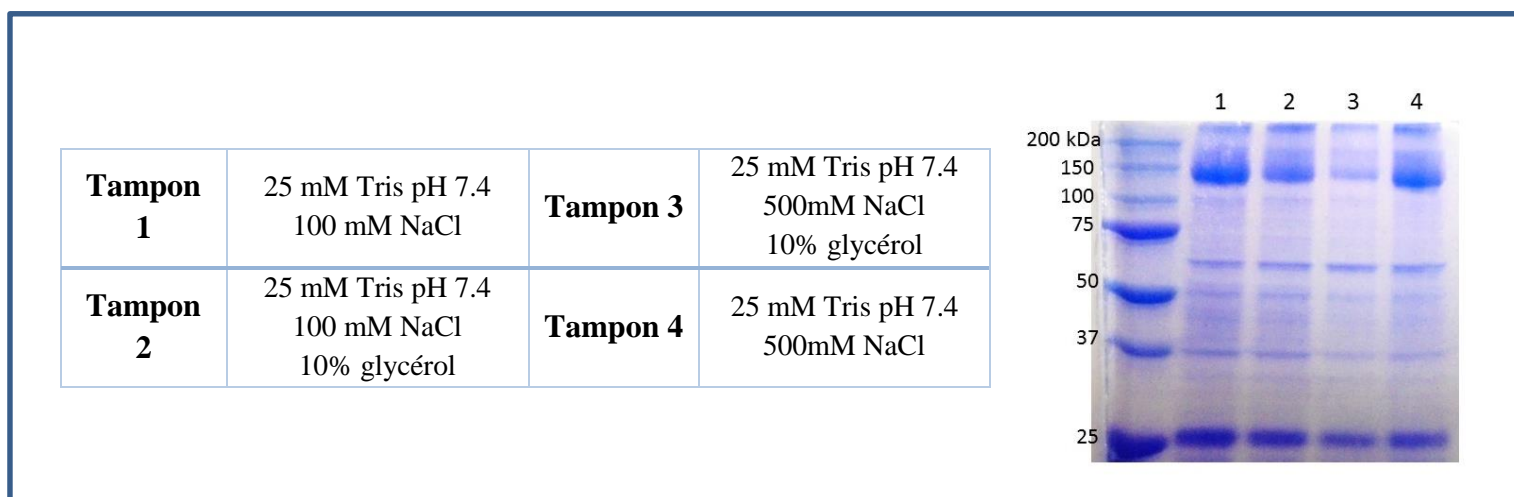 Tampon
1
25 mM Tris pH 7.4
100 mM NaCl
Tampon 3
25 mM Tris pH 7.4
500mM NaCl
10% glycérol
Tampon
2
25 mM Tris pH 7.4
100 mM NaCl
10% glycérol
Tampon 4
25 mM Tris pH 7.4
500mM NaCl
1 2 3 4
200 kDa
150
100
75
50
37
25